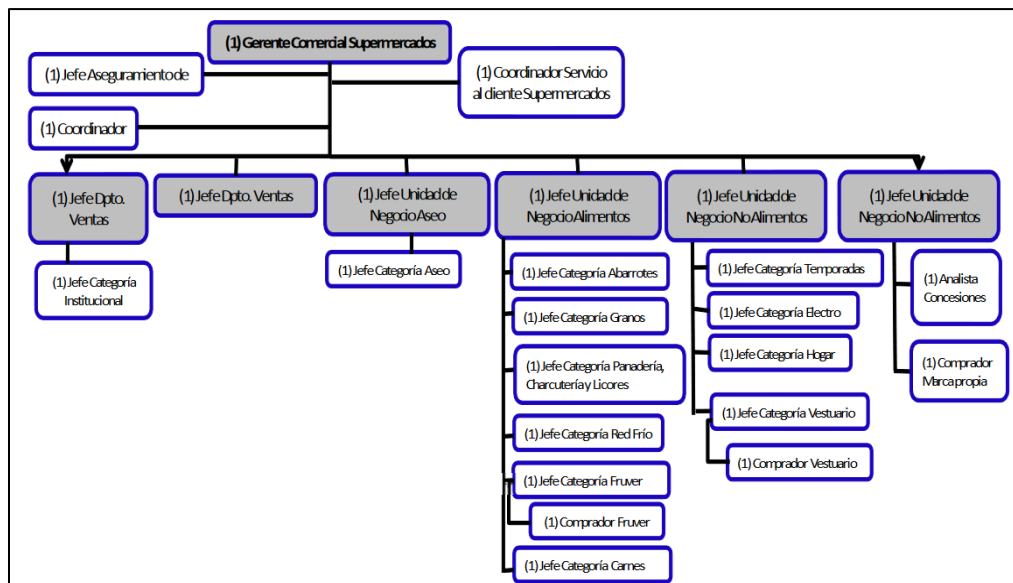 (1) Gerente Comercial Supermercados
(1) Jefe Aseguramiento de
(1) Coordinador Servicio
al cliente Supermercados
(1) Coordinador
(1) Jefe Dpto.
Ventas
(1) Jefe Dpto. Ventas
(1) Jefe Unidad de
Negocio Aseo
(1) Jefe Unidad de
Negocio Alimentos
(1) Jefe Unidad de
Negocio No Alimentos
(1) Jefe Unidad de
Negocio No Alimentos
(1) Jefe Categoría
Institucional
(1) Jefe Categoría Aseo
(1) Jefe Categoría Abarrotes
(1) Jefe Categoría Granos
(1) Jefe Categoría Panadería,
Charcutería y Licores
(1) Jefe Categoría Red Frío
(1) Jefe Categoría Fruver
(1) Comprador Fruver
(1) Jefe Categoría Carnes
(1) Jefe Categoría Temporadas
(1) Jefe Categoría Electro
(1) Jefe Categoría Hogar
(1) Jefe Categoría Vestuario
(1) Comprador Vestuario
(1) Analista
Concesiones
(1) Comprador
Marca propia